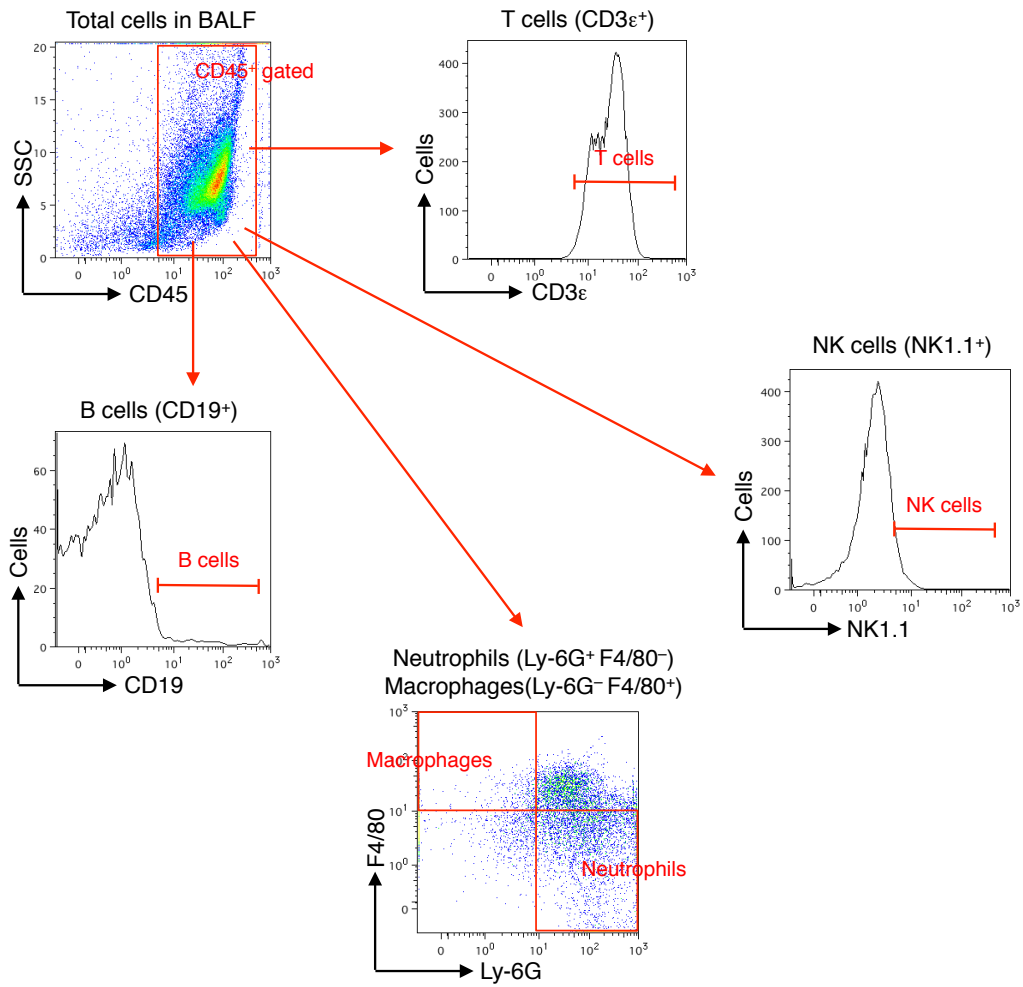 Total cells in BALF
20
15
10
5
0
SSC
CD45⁺ gated
0 10⁰ 10¹ 10² 10³
CD45
T cells (CD3ε⁺)
400
300
200
100
0
Cells
T cells
10⁰ 10¹ 10² 10³
CD3ε
NK cells (NK1.1⁺)
400
300
200
100
0
Cells
NK cells
0 10⁰ 10¹ 10² 10³
NK1.1
B cells (CD19⁺)
60
40
20
0
Cells
B cells
0 10⁰ 10¹ 10² 10³
CD19
Neutrophils (Ly-6G⁺ F4/80⁻)
Macrophages(Ly-6G⁻ F4/80⁺)
10³
10¹
10⁰
0
F4/80
Macrophages
Neutrophils
0 10⁰ 10¹ 10² 10³
Ly-6G